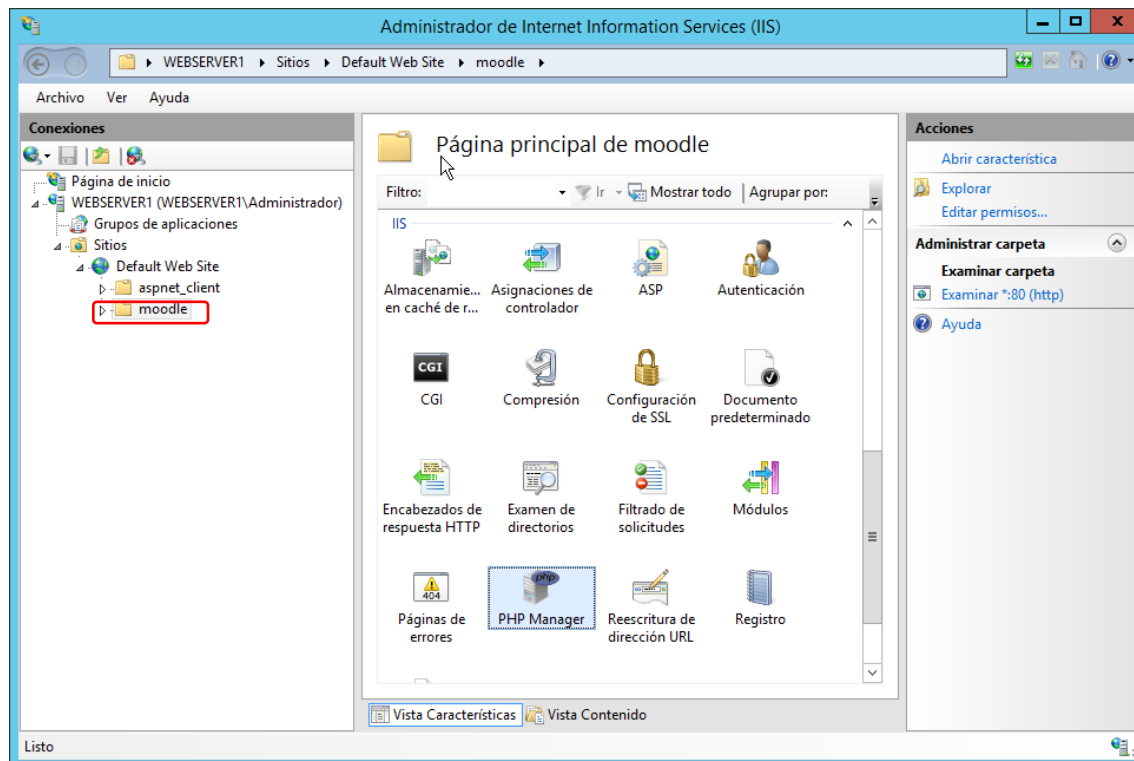 Administrador de Internet Information Services (IIS)
WEBSERVER1 Sitios Default Web Site moodle
Archivo Ver Ayuda
Conexiones
Página de inicio
WEBSERVER1 (WEBSERVER1\Administrador)
Grupos de aplicaciones
Sitios
Default Web Site
aspnet_client
moodle
Página principal de moodle
Filtro: Ir Mostrar todo Agrupar por:
IIS
Almacenamie... Asignaciones de ASP Autenticación
en caché de r... controlador
CGI
CGI Compresión Configuración Documento
de SSL predeterminado
Encabezados de Examen de Filtrado de Módulos
respuesta HTTP directorios solicitudes
404
php
Páginas de PHP Manager Reescritura de Registro
errores dirección URL
Vista Características Vista Contenido
Acciones
Abrir característica
Explorar
Editar permisos...
Administrar carpeta
Examinar carpeta
Examinar *:80 (http)
Ayuda
Listo